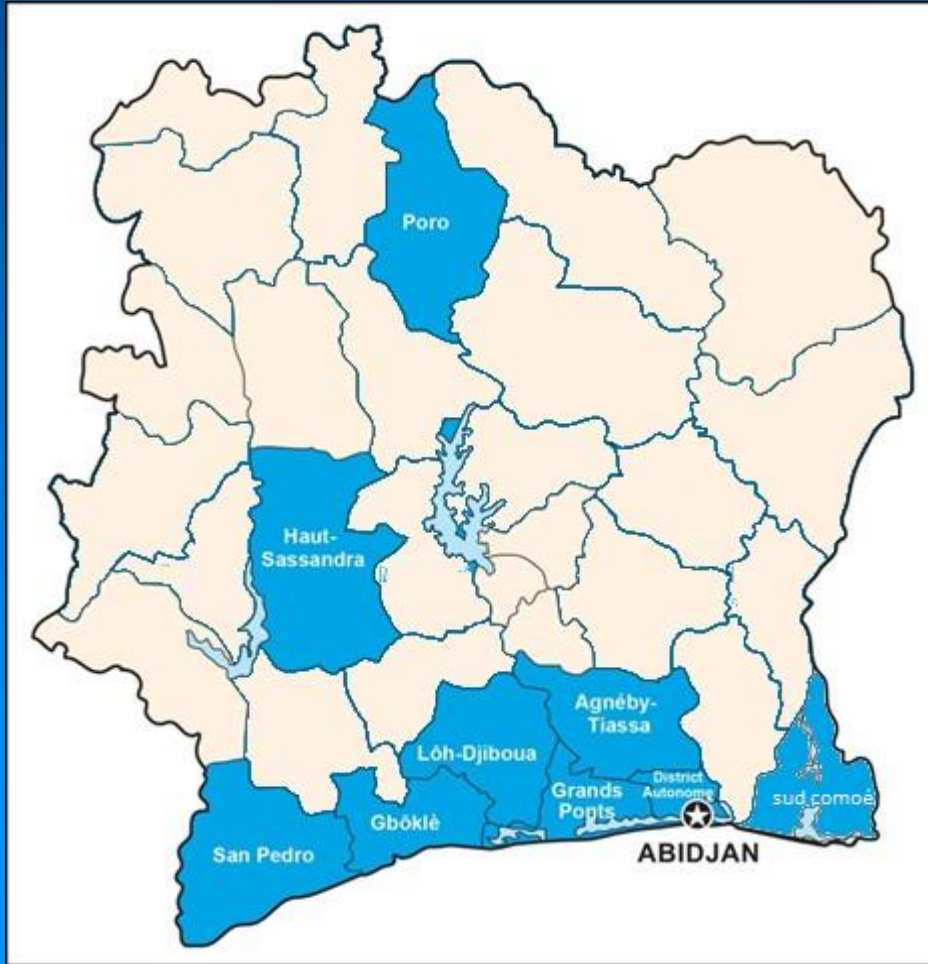 Poro
Haut-
Sassandra
Agnéby-
Tiassa
Lôh-Djiboua
District
Autonome
Grands
Ponts
sud comoé
Gbôklè
San Pedro
ABIDJAN